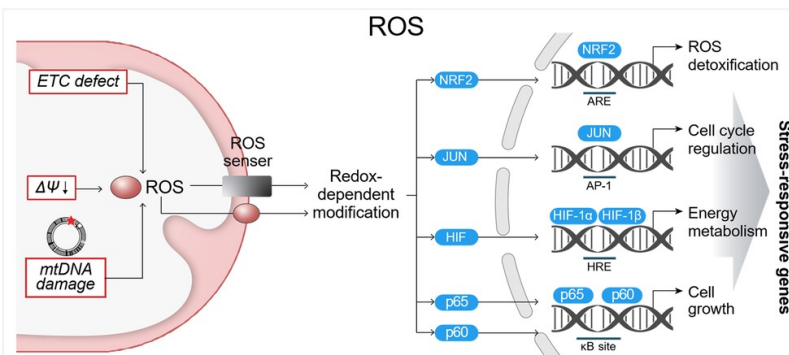 ROS
ETC defect
ΔΨ↓
mtDNA
damage
ROS
ROS
senser
Redox-
dependent
modification
NRF2
JUN
HIF
p65
p60
NRF2
ARE
ROS
detoxification
JUN
AP-1
Cell cycle
regulation
HIF-1α HIF-1β
HRE
Energy
metabolism
p65 p60
κB site
Cell
growth
Stress-responsive genes